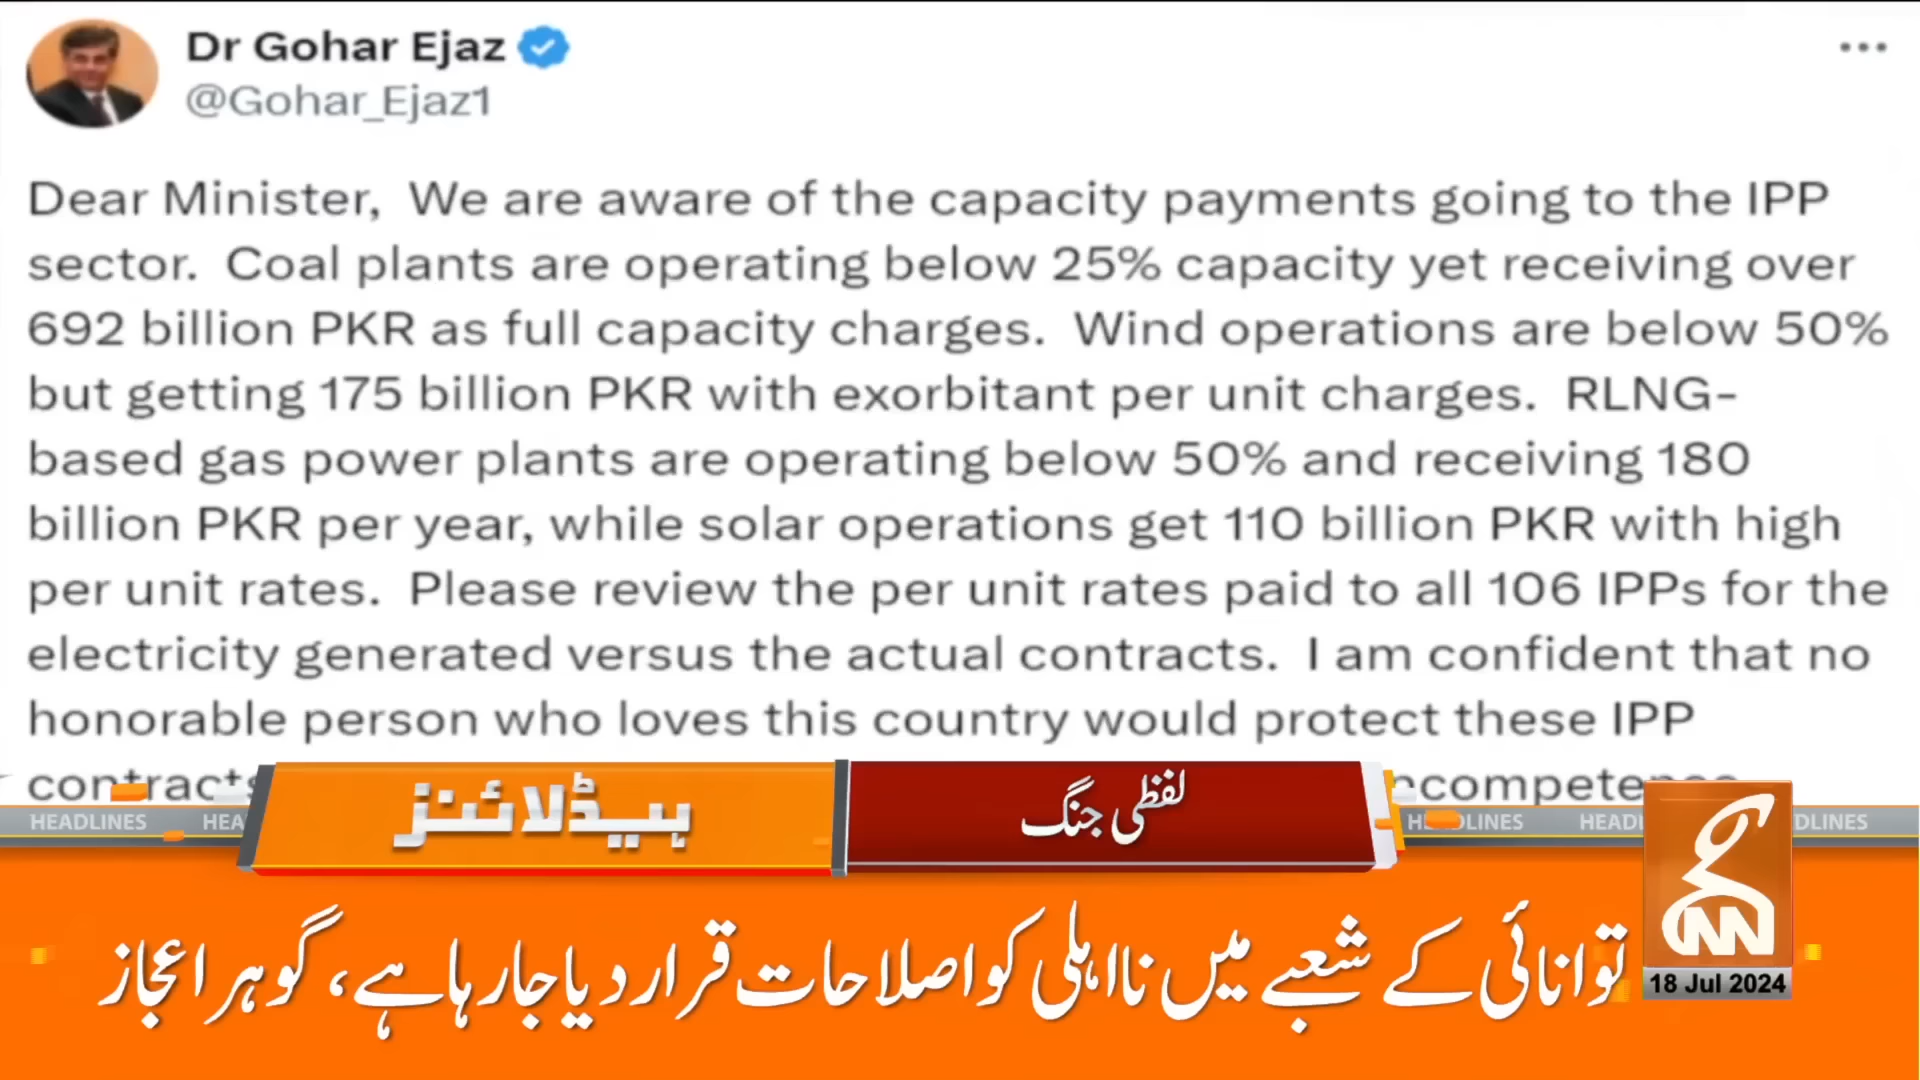 Dr Gohar Ejaz
@Gohar_Ejaz1
Dear Minister, We are aware of the capacity payments going to the IPP
sector. Coal plants are operating below 25% capacity yet receiving over
692 billion PKR as full capacity charges. Wind operations are below 50%
but getting 175 billion PKR with exorbitant per unit charges. RLNG-
based gas power plants are operating below 50% and receiving 180
billion PKR per year, while solar operations get 110 billion PKR with high
per unit rates. Please review the per unit rates paid to all 106 IPPs for the
electricity generated versus the actual contracts. I am confident that no
honorable person who loves this country would protect these IPP
contracts
HEADLINES
ہیڈلائنز
لفظی جنگ
HEADLINES
GNN
توانائی کے شعبے میں نااہلی کو اصلاحات قرار دیا جا رہا ہے، گوہر اعجاز
18 Jul 2024